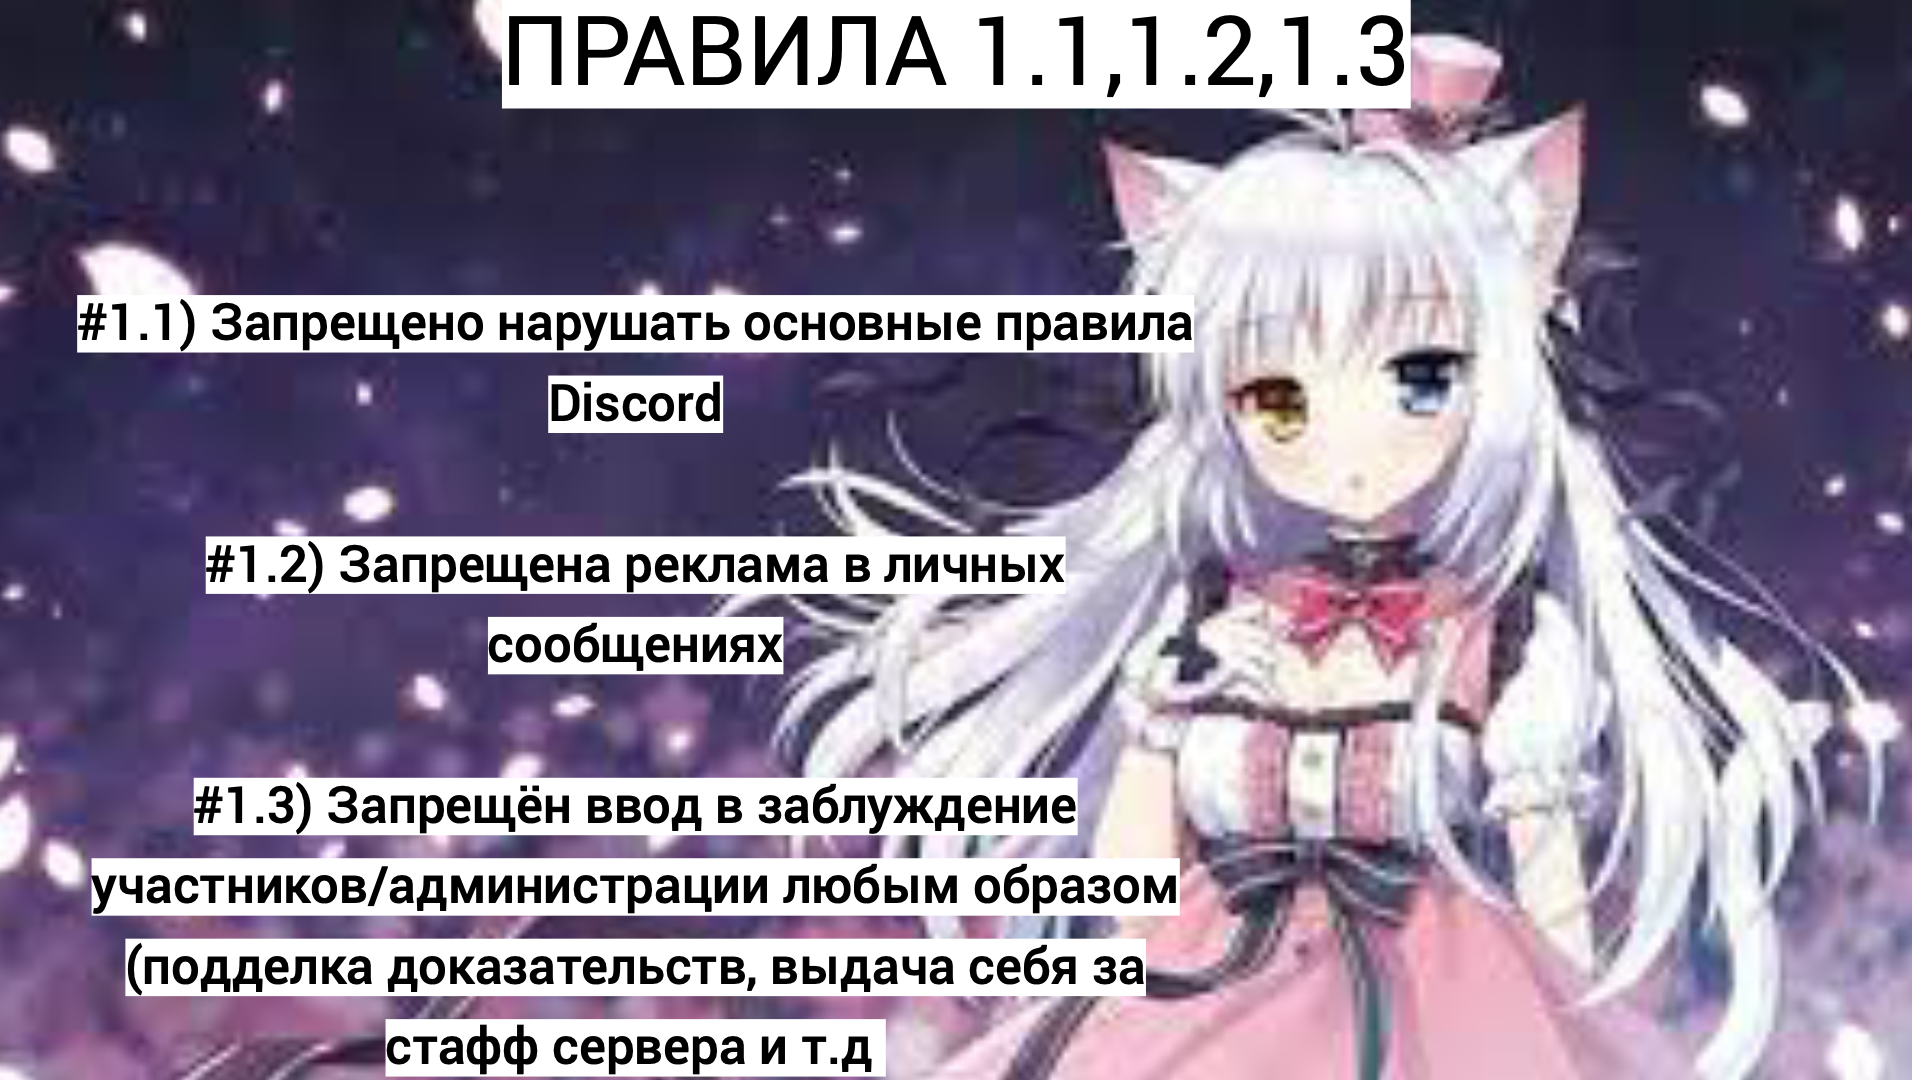 ПРАВИЛА 1.1,1.2,1.3
#1.1) Запрещено нарушать основные правила
Discord
#1.2) Запрещена реклама в личных
сообщениях
#1.3) Запрещён ввод в заблуждение
участников/администрации любым образом
(подделка доказательств, выдача себя за
стафф сервера и т.д